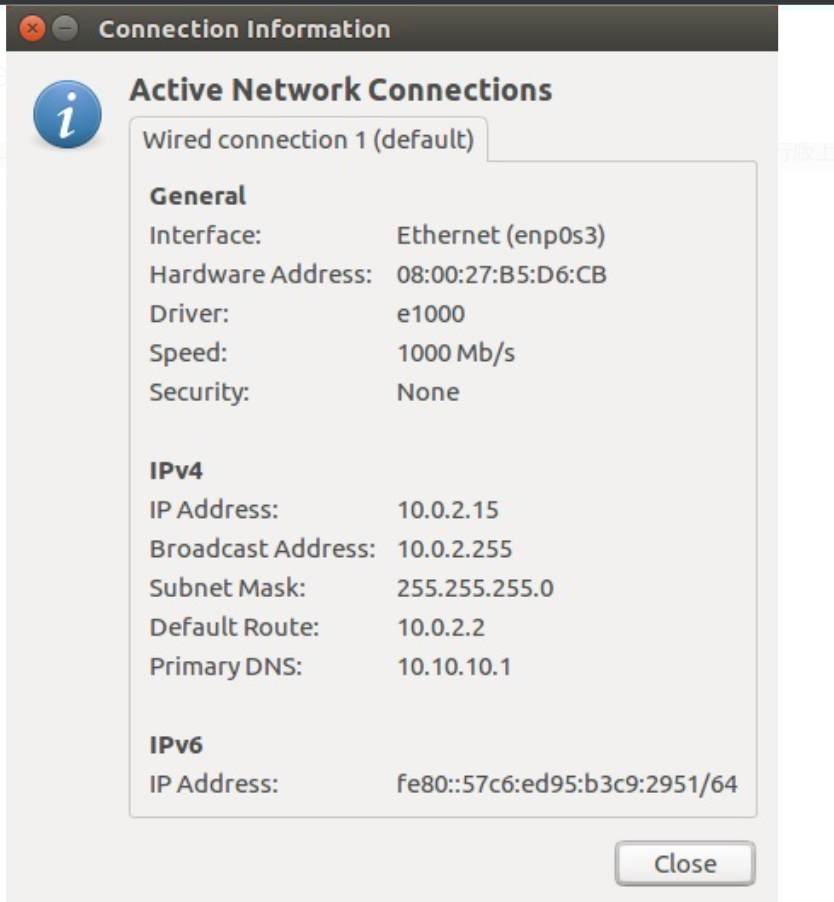 Connection Information
Active Network Connections
Wired connection 1 (default)
General
Interface: Ethernet (enp0s3)
Hardware Address: 08:00:27:B5:D6:CB
Driver: e1000
Speed: 1000 Mb/s
Security: None
IPv4
IP Address: 10.0.2.15
Broadcast Address: 10.0.2.255
Subnet Mask: 255.255.255.0
Default Route: 10.0.2.2
Primary DNS: 10.10.10.1
IPv6
IP Address: fe80::57c6:ed95:b3c9:2951/64
Close